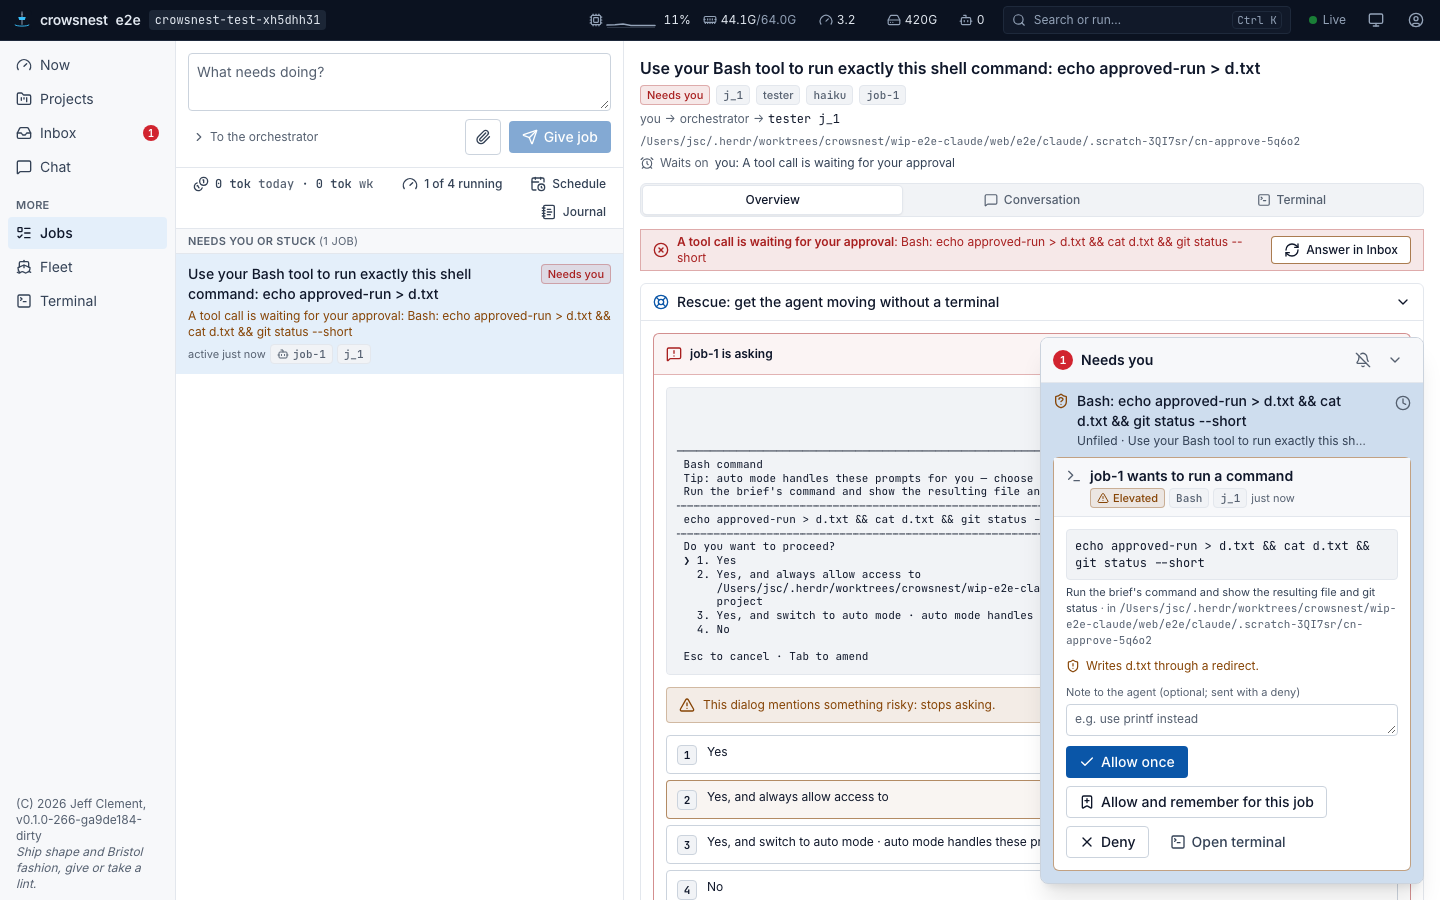 crowsnest e2e crowsnest-test-xh5dhh31
11% 44.1G/64.0G 3.2 420G 0
Search or run... Ctrl K
Live
Now
Projects
Inbox 1
Chat
MORE
Jobs
Fleet
Terminal
(C) 2026 Jeff Clement,
v0.1.0-266-ga9de184-
dirty
Ship shape and Bristol
fashion, give or take a
lint.
What needs doing?
To the orchestrator
Give job
0 tok today · 0 tok wk
1 of 4 running
Schedule
Journal
NEEDS YOU OR STUCK (1 JOB)
Use your Bash tool to run exactly this shell
command: echo approved-run > d.txt
Needs you
A tool call is waiting for your approval: Bash: echo approved-run > d.txt &&
cat d.txt && git status --short
active just now job-1 j_1
Use your Bash tool to run exactly this shell command: echo approved-run > d.txt
Needs you j_1 tester haiku job-1
you → orchestrator → tester j_1
/Users/jsc/.herdr/worktrees/crowsnest/wip-e2e-claude/web/e2e/claude/.scratch-3QI7sr/cn-approve-5q6o2
Waits on you: A tool call is waiting for your approval
Overview
Conversation
Terminal
A tool call is waiting for your approval: Bash: echo approved-run > d.txt && cat d.txt && git status --
short
Answer in Inbox
Rescue: get the agent moving without a terminal
job-1 is asking
Bash command
Tip: auto mode handles these prompts for you — choose
Run the brief's command and show the resulting file an
echo approved-run > d.txt && cat d.txt && git status -
Do you want to proceed?
❯ 1. Yes
2. Yes, and always allow access to
/Users/jsc/.herdr/worktrees/crowsnest/wip-e2e-cla
project
3. Yes, and switch to auto mode · auto mode handles
4. No
Esc to cancel · Tab to amend
This dialog mentions something risky: stops asking.
1 Yes
2 Yes, and always allow access to
3 Yes, and switch to auto mode · auto mode handles these pr
4 No
1 Needs you
Bash: echo approved-run > d.txt && cat
d.txt && git status --short
Unfiled · Use your Bash tool to run exactly this sh...
job-1 wants to run a command
Elevated Bash j_1 just now
echo approved-run > d.txt && cat d.txt &&
git status --short
Run the brief's command and show the resulting file and git
status · in /Users/jsc/.herdr/worktrees/crowsnest/wip-
e2e-claude/web/e2e/claude/.scratch-3QI7sr/cn-
approve-5q6o2
Writes d.txt through a redirect.
Note to the agent (optional; sent with a deny)
e.g. use printf instead
Allow once
Allow and remember for this job
Deny
Open terminal